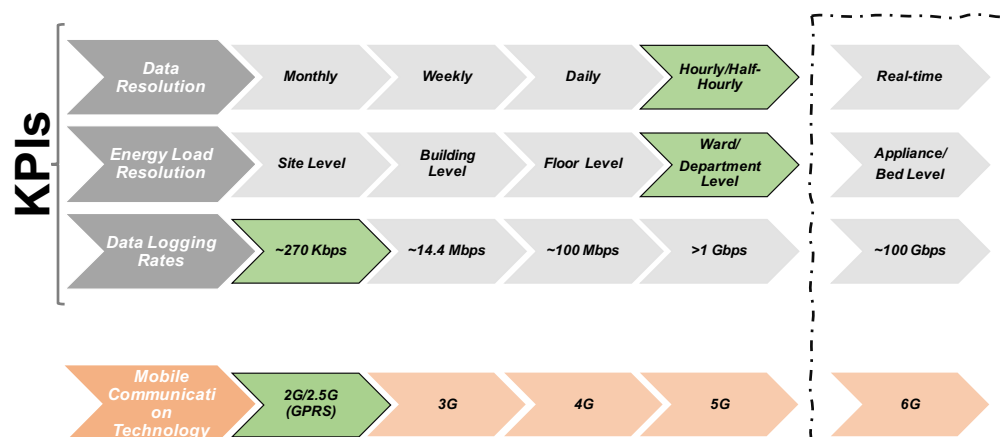 KPIs
Data
Resolution
Monthly
Weekly
Daily
Hourly/Half-
Hourly
Real-time
Energy Load
Resolution
Site Level
Building
Level
Floor Level
Ward/
Department
Level
Appliance/
Bed Level
Data Logging
Rates
~270 Kbps
~14.4 Mbps
~100 Mbps
>1 Gbps
~100 Gbps
Mobile
Communicati
on
Technology
2G/2.5G
(GPRS)
3G
4G
5G
6G